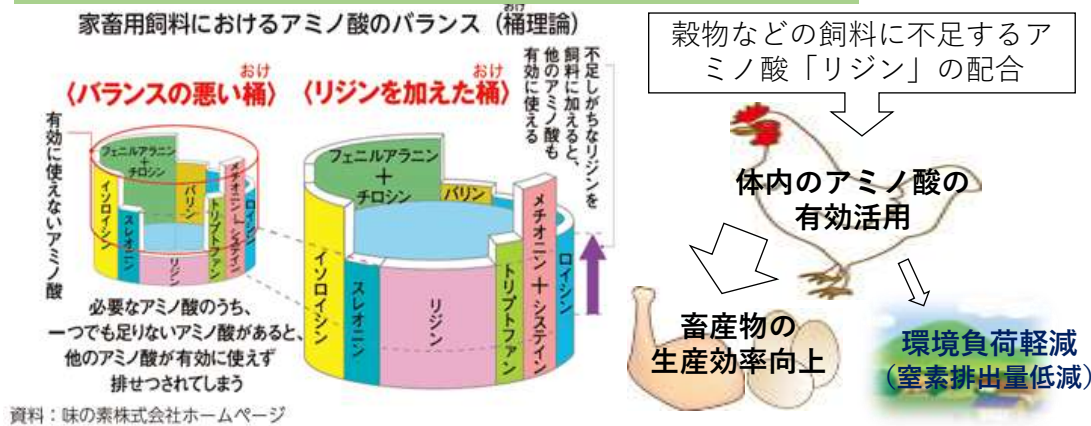 家畜用飼料におけるアミノ酸のバランス（桶理論）
おけ
〈バランスの悪い桶〉
おけ
有効に使えないアミノ酸
フェニルアラニン
＋
チロシン
イソロイシン
スレオニン
バリン
リジン
トリプトファン
メチオニン＋システイン
ロイシン
必要なアミノ酸のうち、
一つでも足りないアミノ酸があると、
他のアミノ酸が有効に使えず
排せつされてしまう
〈リジンを加えた桶〉
おけ
不足しがちなリジンを
飼料に加えると、
他のアミノ酸も
有効に使える
フェニルアラニン
＋
チロシン
バリン
イソロイシン
スレオニン
リジン
トリプトファン
メチオニン＋システイン
ロイシン
資料：味の素株式会社ホームページ
穀物などの飼料に不足するア
ミノ酸「リジン」の配合
体内のアミノ酸の
有効活用
畜産物の
生産効率向上
環境負荷軽減
（窒素排出量低減）